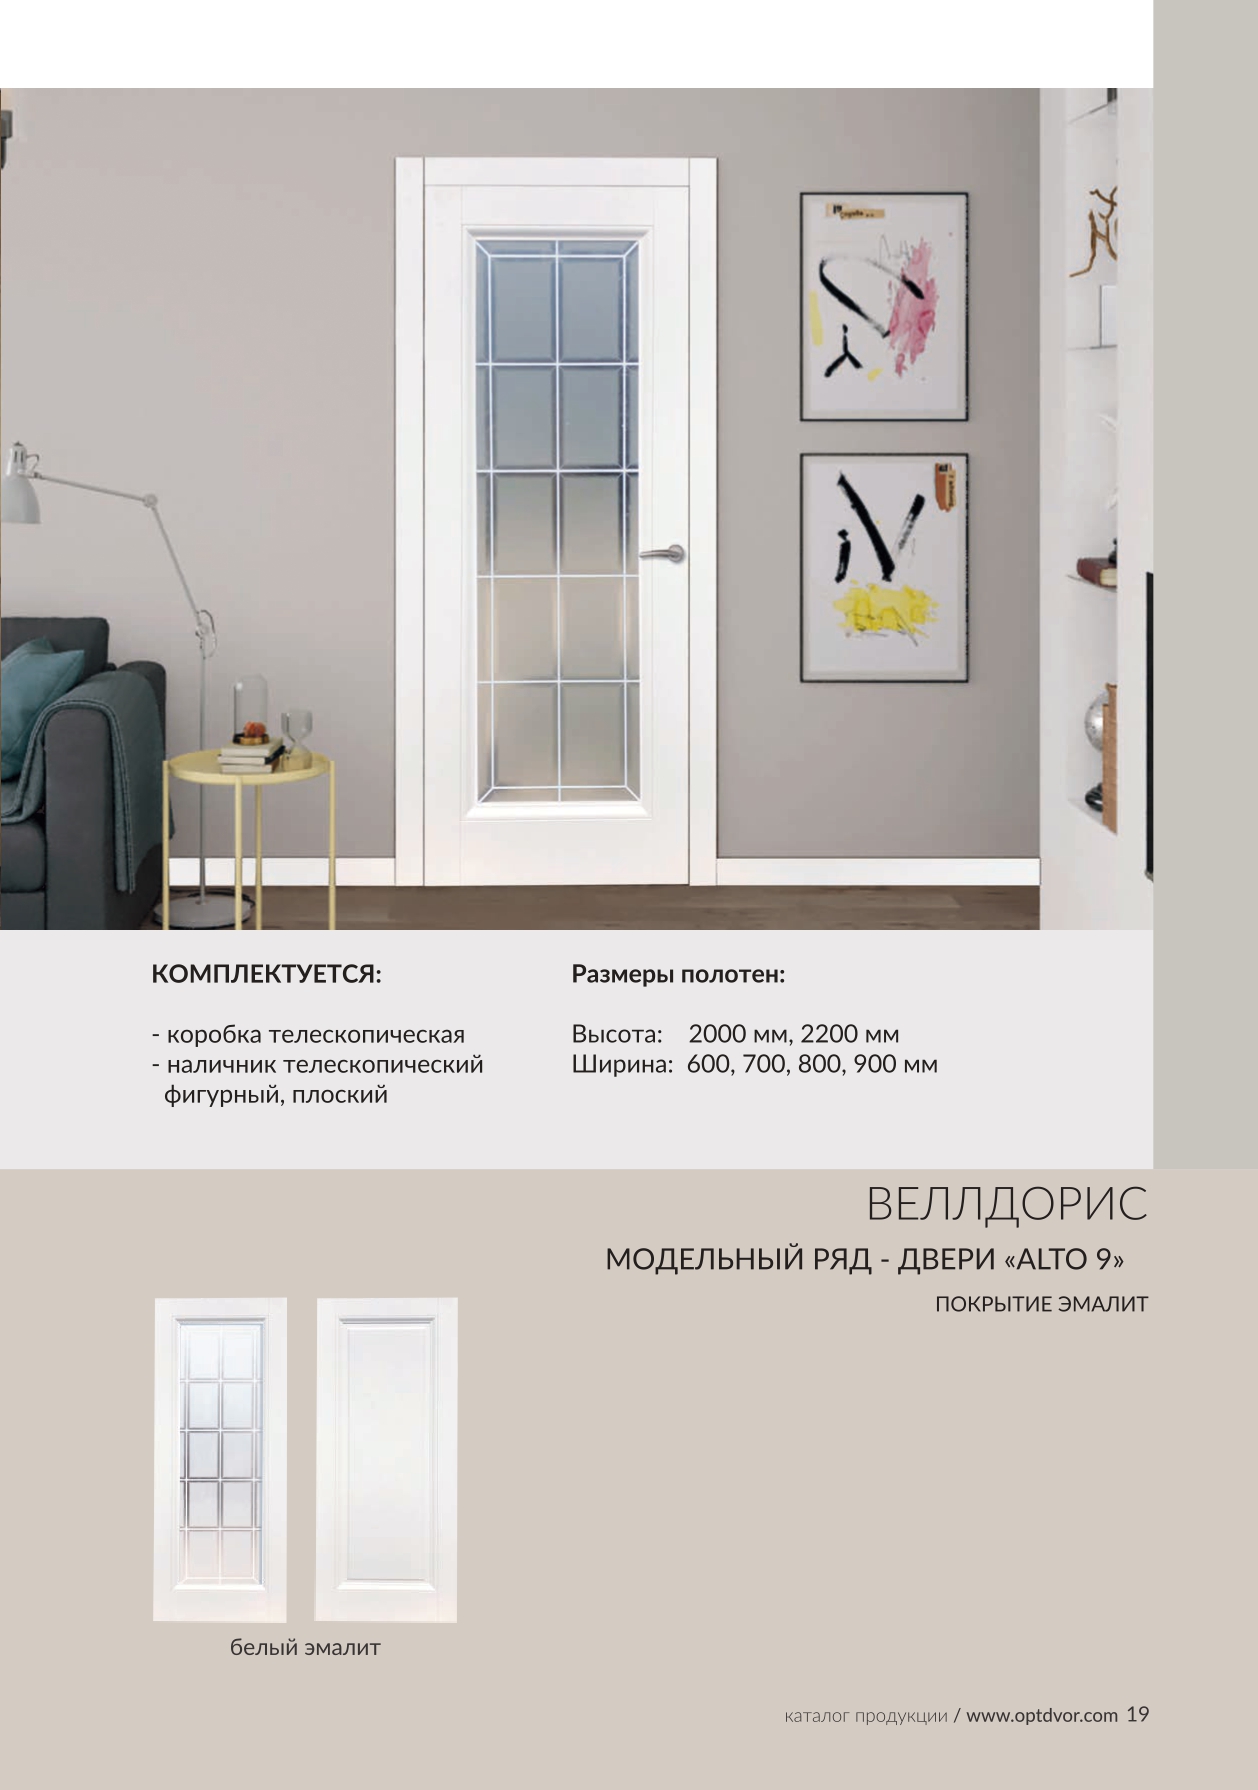 КОМПЛЕКТУЕТСЯ:
- коробка телескопическая
- наличник телескопический
фигурный, плоский
Размеры полотен:
Высота: 2000 мм, 2200 мм
Ширина: 600, 700, 800, 900 мм
ВЕЛЛДОРИС
МОДЕЛЬНЫЙ РЯД - ДВЕРИ «ALTO 9»
ПОКРЫТИЕ ЭМАЛИТ
белый эмалит
каталог продукции / www.optdvor.com 19